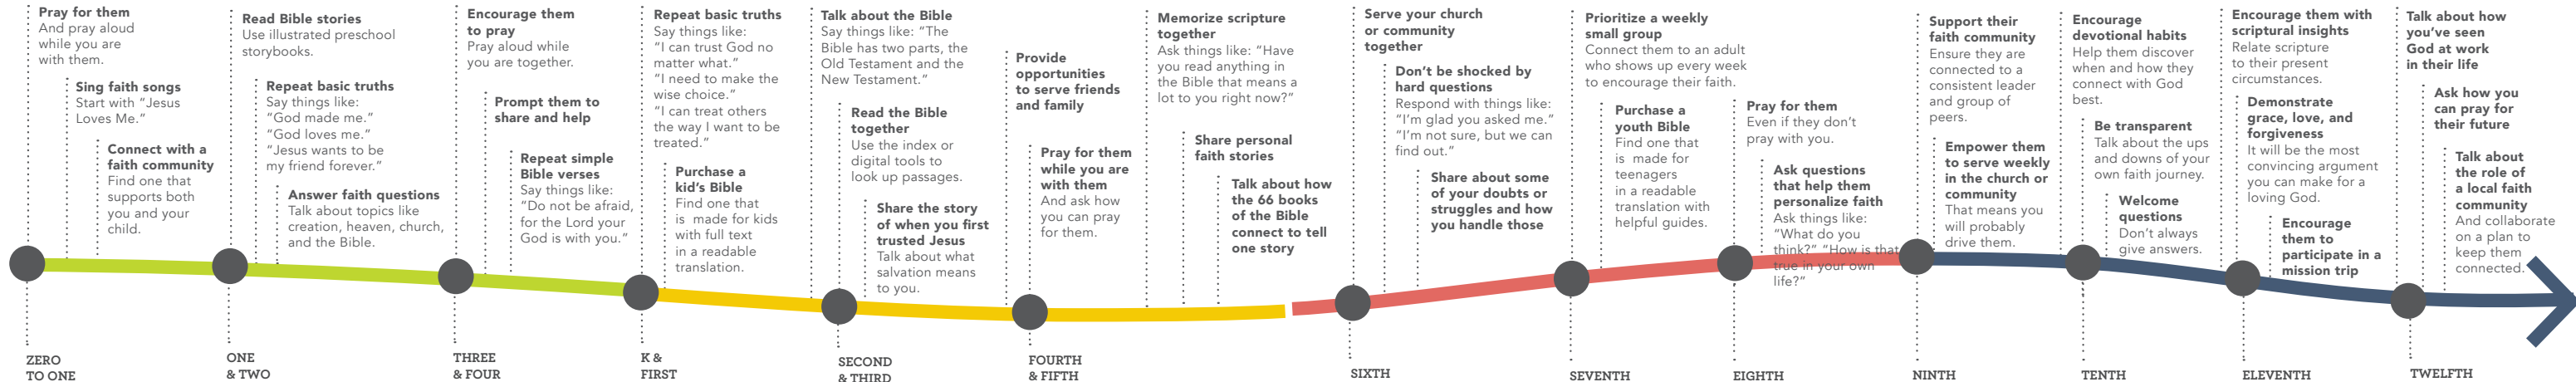 Pray for them
And pray aloud
while you are
with them.
Sing faith songs
Start with “Jesus
Loves Me.”
Connect with a
faith community
Find one that
supports both
you and your
child.
ZERO
TO ONE
Read Bible stories
Use illustrated preschool
storybooks.
Repeat basic truths
Say things like:
“God made me.”
“God loves me.”
“Jesus wants to be
my friend forever.”
Answer faith questions
Talk about topics like
creation, heaven, church,
and the Bible.
ONE
& TWO
Encourage them
to pray
Pray aloud while
you are together.
Prompt them to
share and help
Repeat simple
Bible verses
Say things like:
“Do not be afraid,
for the Lord your
God is with you.”
THREE
& FOUR
Repeat basic truths
Say things like:
“I can trust God no
matter what.”
“I need to make the
wise choice.”
“I can treat others
the way I want to be
treated.”
Purchase a
kid’s Bible
Find one that
is made for kids
with full text
in a readable
translation.
K &
FIRST
Talk about the Bible
Say things like: “The
Bible has two parts, the
Old Testament and the
New Testament.”
Read the Bible
together
Use the index or
digital tools to
look up passages.
Share the story
of when you first
trusted Jesus
Talk about what
salvation means
to you.
SECOND
& THIRD
Provide
opportunities
to serve friends
and family
Pray for them
while you are
with them
And ask how
you can pray
for them.
FOURTH
& FIFTH
Memorize scripture
together
Ask things like: “Have
you read anything in
the Bible that means a
lot to you right now?”
Share personal
faith stories
Talk about how
the 66 books
of the Bible
connect to tell
one story
Serve your church
or community
together
Don’t be shocked by
hard questions
Respond with things like:
“I’m glad you asked me.”
“I’m not sure, but we can
find out.”
Share about some
of your doubts or
struggles and how
you handle those
SIXTH
Prioritize a weekly
small group
Connect them to an adult
who shows up every week
to encourage their faith.
Purchase a
youth Bible
Find one that
is made for
teenagers
in a readable
translation with
helpful guides.
SEVENTH
Pray for them
Even if they don’t
pray with you.
Ask questions
that help them
personalize faith
Ask things like:
“What do you
think?” “How is that
true in your own
life?”
EIGHTH
Support their
faith community
Ensure they are
connected to a
consistent leader
and group of
peers.
Empower them
to serve weekly
in the church or
community
That means you
will probably
drive them.
NINTH
Encourage
devotional habits
Help them discover
when and how they
connect with God
best.
Be transparent
Talk about the ups
and downs of your
own faith journey.
Welcome
questions
Don’t always
give answers.
TENTH
Encourage them with
scriptural insights
Relate scripture
to their present
circumstances.
Demonstrate
grace, love, and
forgiveness
It will be the most
convincing argument
you can make for a
loving God.
Encourage
them to
participate in a
mission trip
ELEVENTH
Talk about how
you’ve seen
God at work
in their life
Ask how you
can pray for
their future
Talk about
the role of
a local faith
community
And collaborate
on a plan to
keep them
connected.
TWELFTH